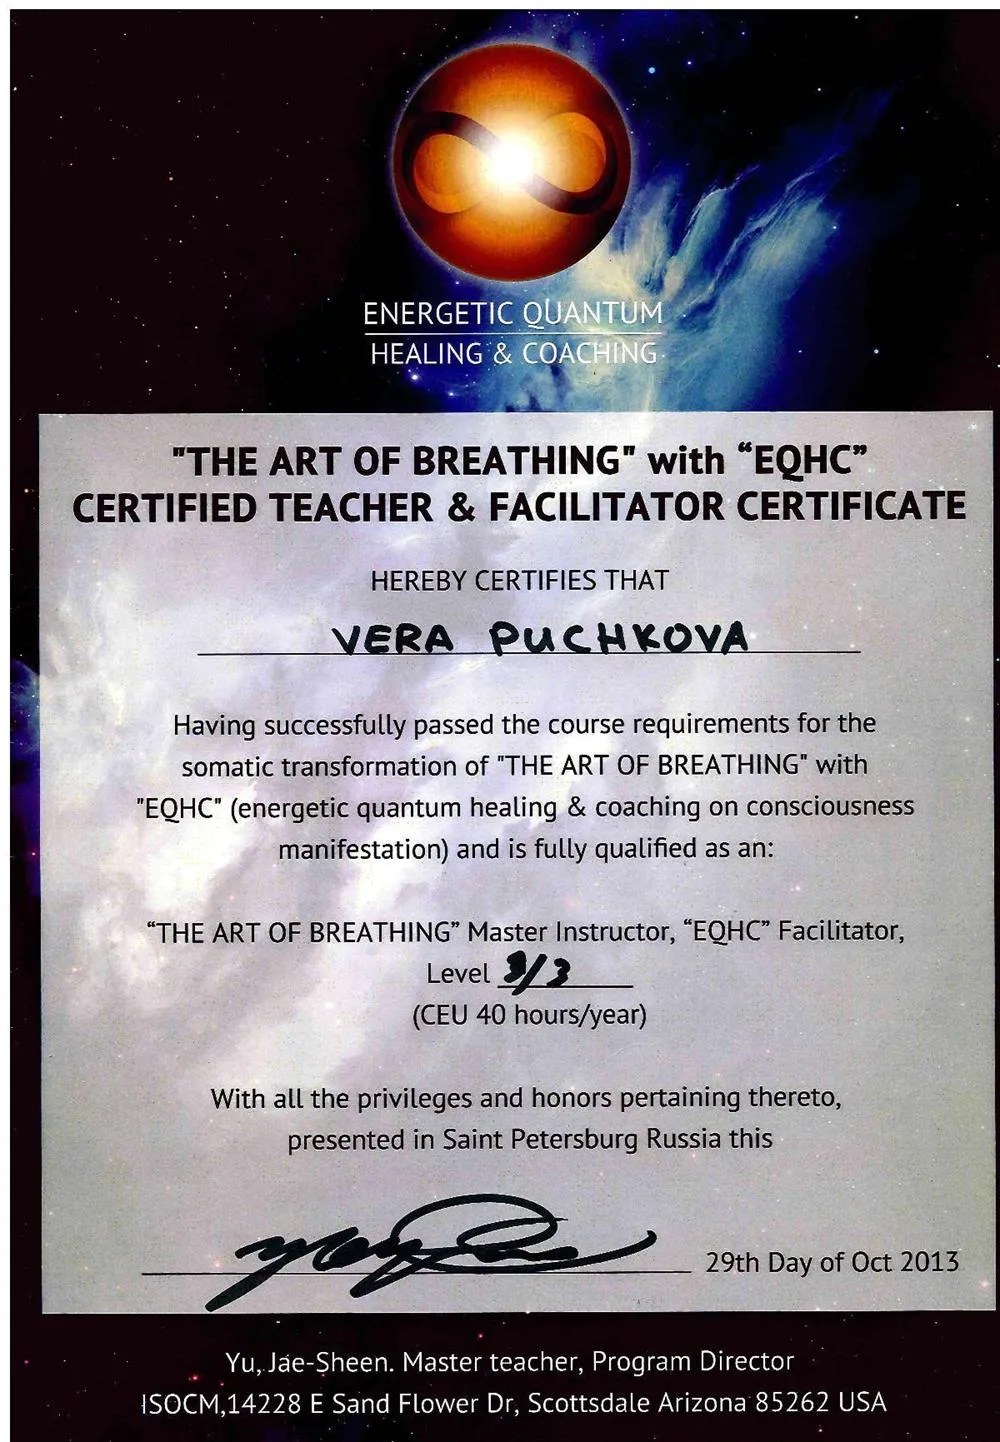 ENERGETIC QUANTUM
HEALING & COACHING
"THE ART OF BREATHING" with “EQHC”
CERTIFIED TEACHER & FACILITATOR CERTIFICATE
HEREBY CERTIFIES THAT
VERA PUCHKOVA
Having successfully passed the course requirements for the
somatic transformation of "THE ART OF BREATHING" with
"EQHC" (energetic quantum healing & coaching on consciousness
manifestation) and is fully qualified as an:
“THE ART OF BREATHING” Master Instructor, “EQHC” Facilitator,
Level 3/3
(CEU 40 hours/year)
With all the privileges and honors pertaining thereto,
presented in Saint Petersburg Russia this
29th Day of Oct 2013
Yu, Jae-Sheen. Master teacher, Program Director
ISOCM,14228 E Sand Flower Dr, Scottsdale Arizona 85262 USA